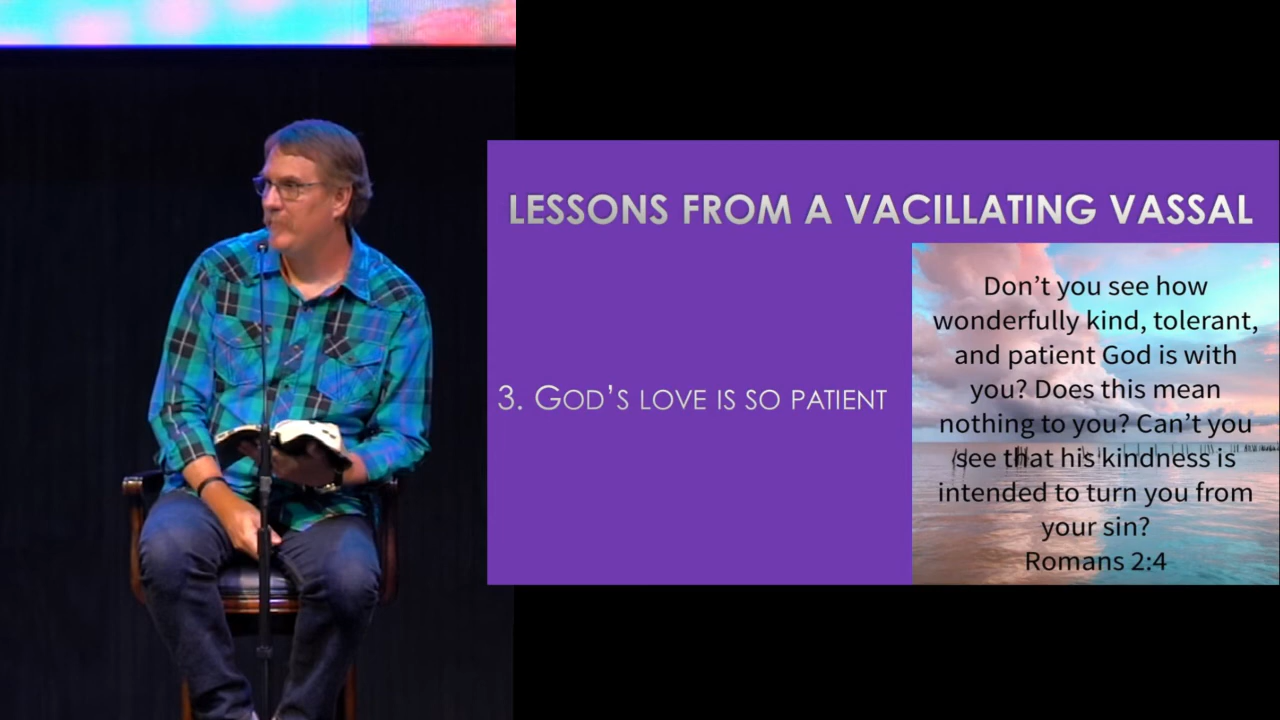 LESSONS FROM A VACILLATING VASSAL
3. GOD'S LOVE IS SO PATIENT
Don't you see how
wonderfully kind, tolerant,
and patient God is with
you? Does this mean
nothing to you? Can't you
see that his kindness is
intended to turn you from
your sin?
Romans 2:4